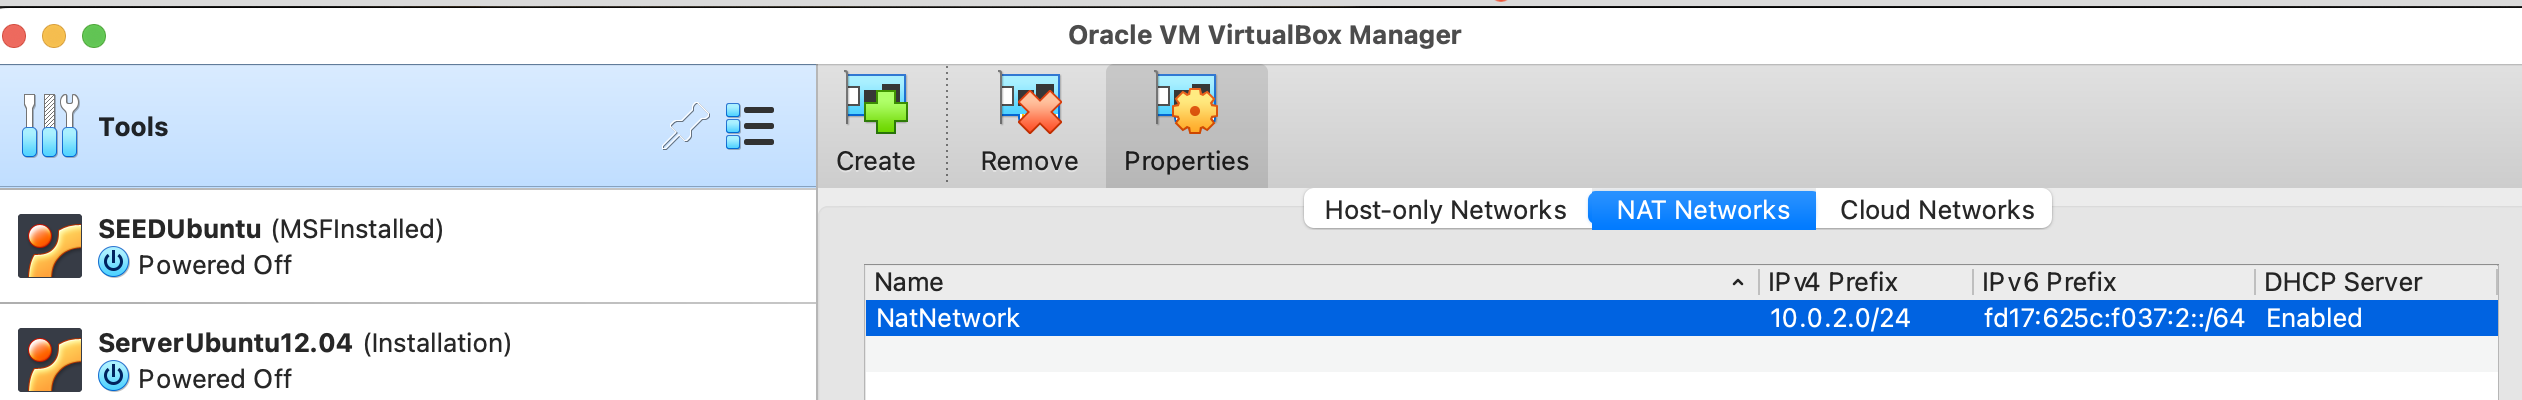 Oracle VM VirtualBox Manager
Tools
Create
Remove
Properties
SEEDUbuntu (MSFInstalled)
Powered Off
ServerUbuntu12.04 (Installation)
Powered Off
Host-only Networks NAT Networks Cloud Networks
Name IPv4 Prefix IPv6 Prefix DHCP Server
NatNetwork 10.0.2.0/24 fd17:625c:f037:2::/64 Enabled